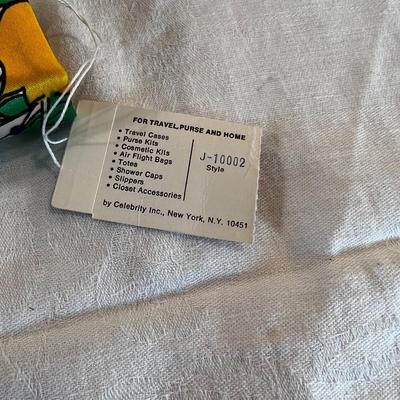 FOR TRAVEL, PURSE AND HOME
• Travel Cases
• Purse Kits
• Cosmetic Kits
• Air Flight Bags
• Totes
• Shower Caps
• Slippers
• Closet Accessories
J-10002
Style
by Celebrity Inc., New York, N.Y. 10451